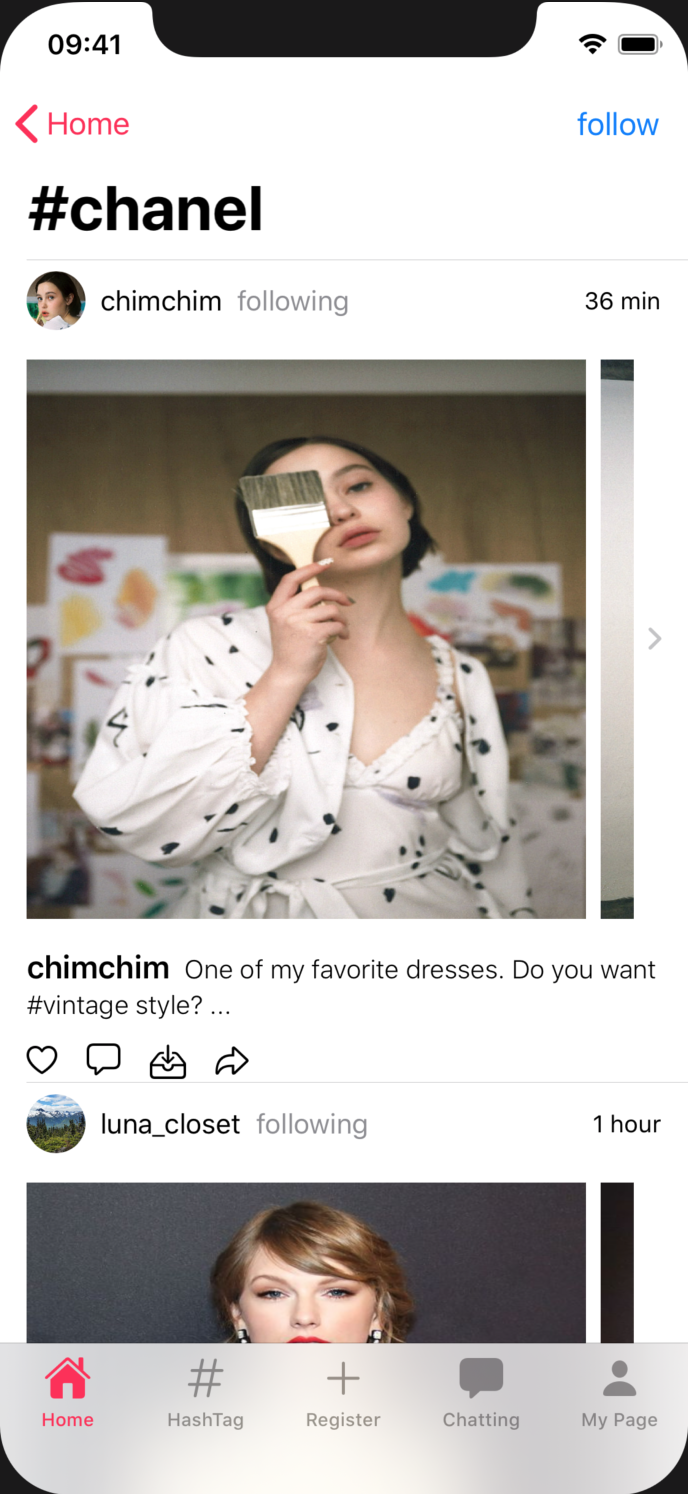 09:41
Home
follow
#chanel
chimchim following
36 min
chimchim One of my favorite dresses. Do you want
#vintage style? ...
luna_closet following
1 hour
Home
HashTag
Register
Chatting
My Page